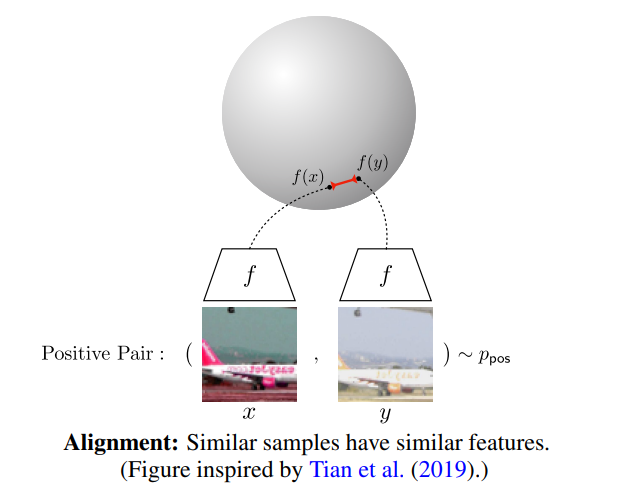 f(x)
f(y)
f
f
Positive Pair : ( , ) ∼ p_pos
x
y
Alignment: Similar samples have similar features.
(Figure inspired by Tian et al. (2019).)